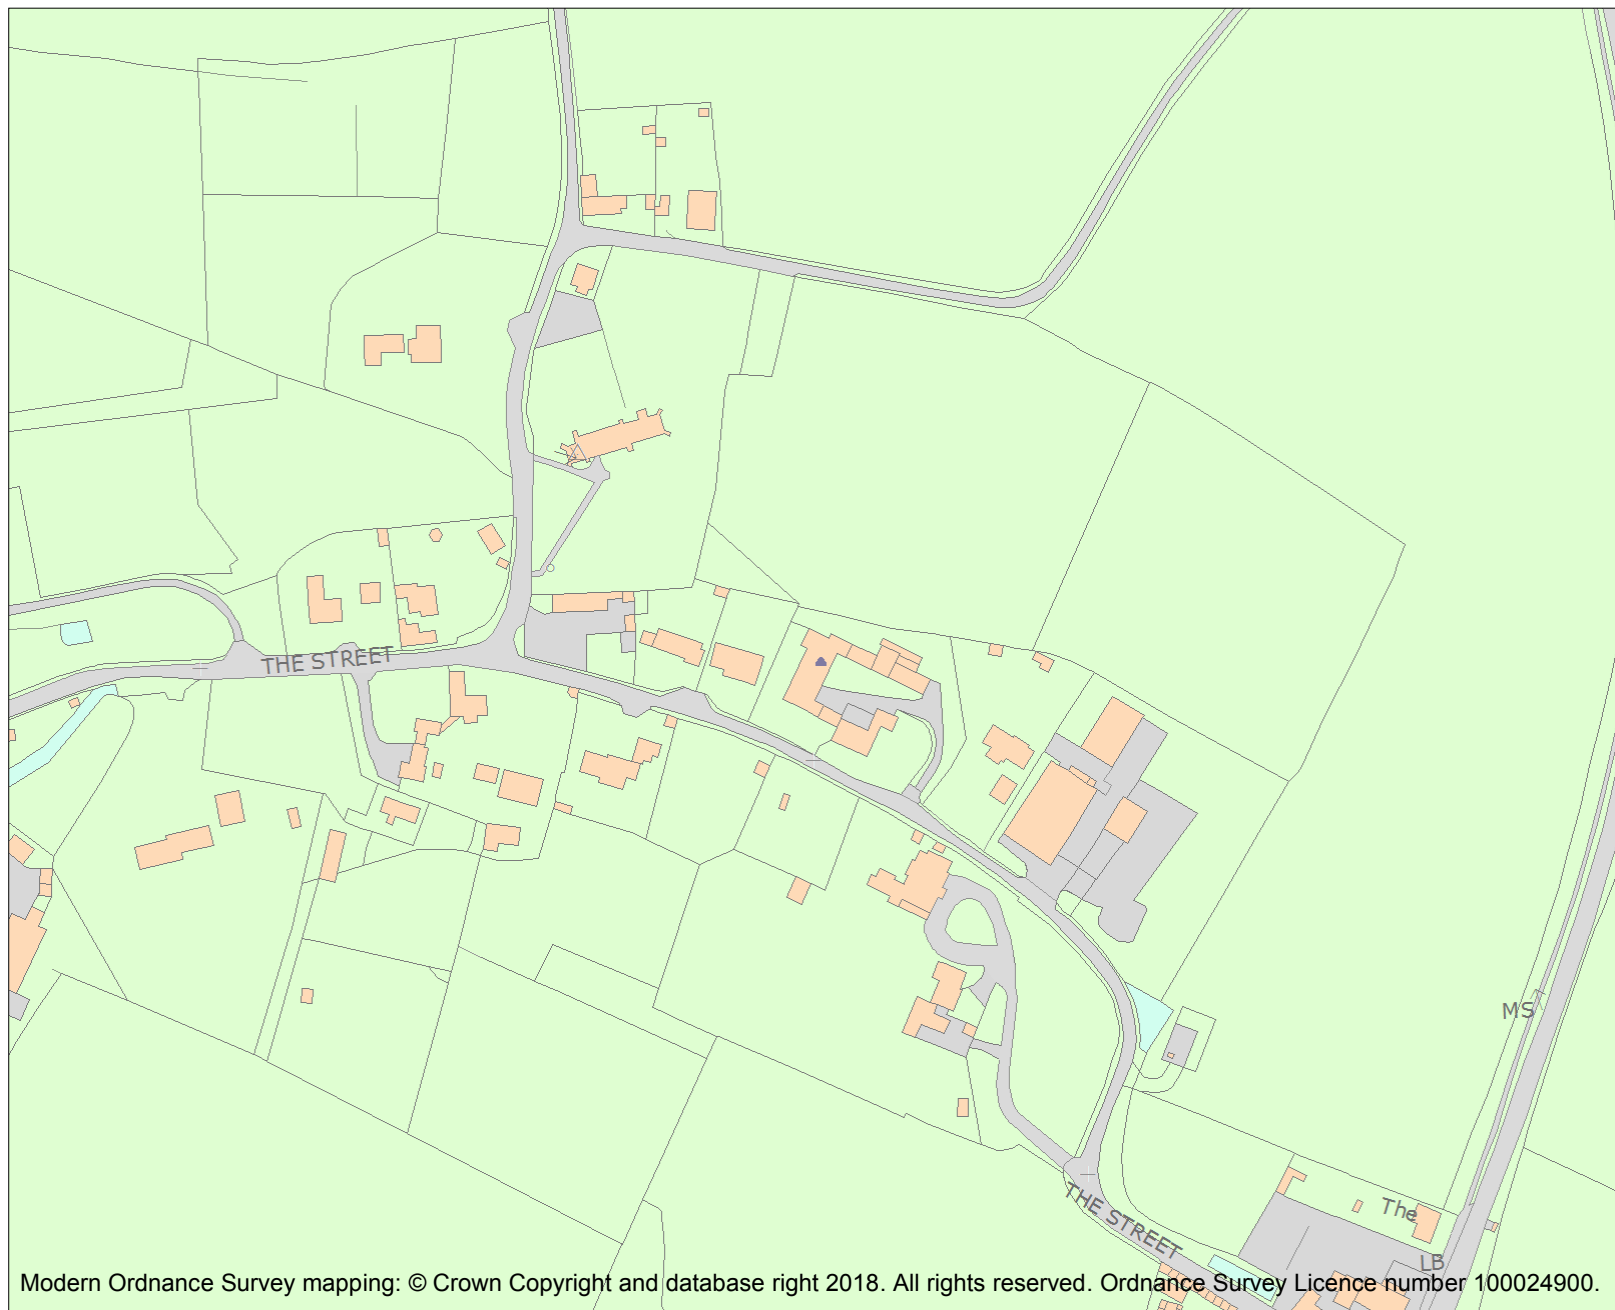 THE STREET
MS
THE STREET
The
LB
Modern Ordnance Survey mapping: © Crown Copyright and database right 2018. All rights reserved. Ordnance Survey Licence number 100024900.